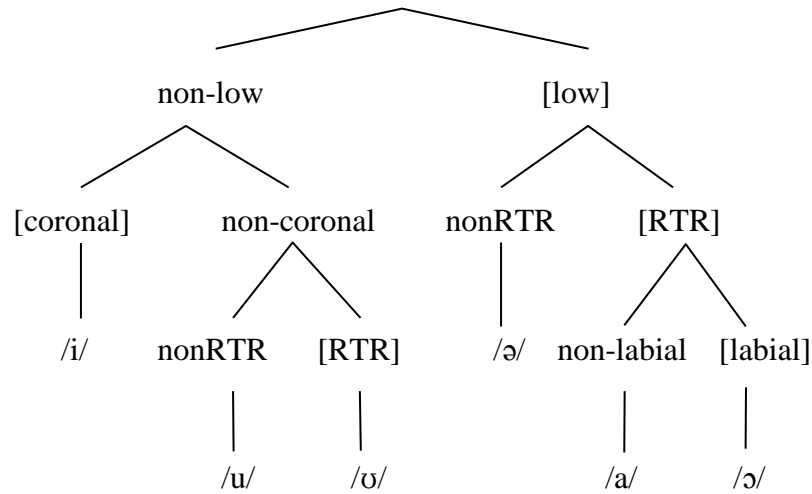 non-low [low]
[coronal] non-coronal nonRTR [RTR]
/i/ nonRTR [RTR] /ə/ non-labial [labial]
/u/ /ʊ/ /a/ /ɔ/